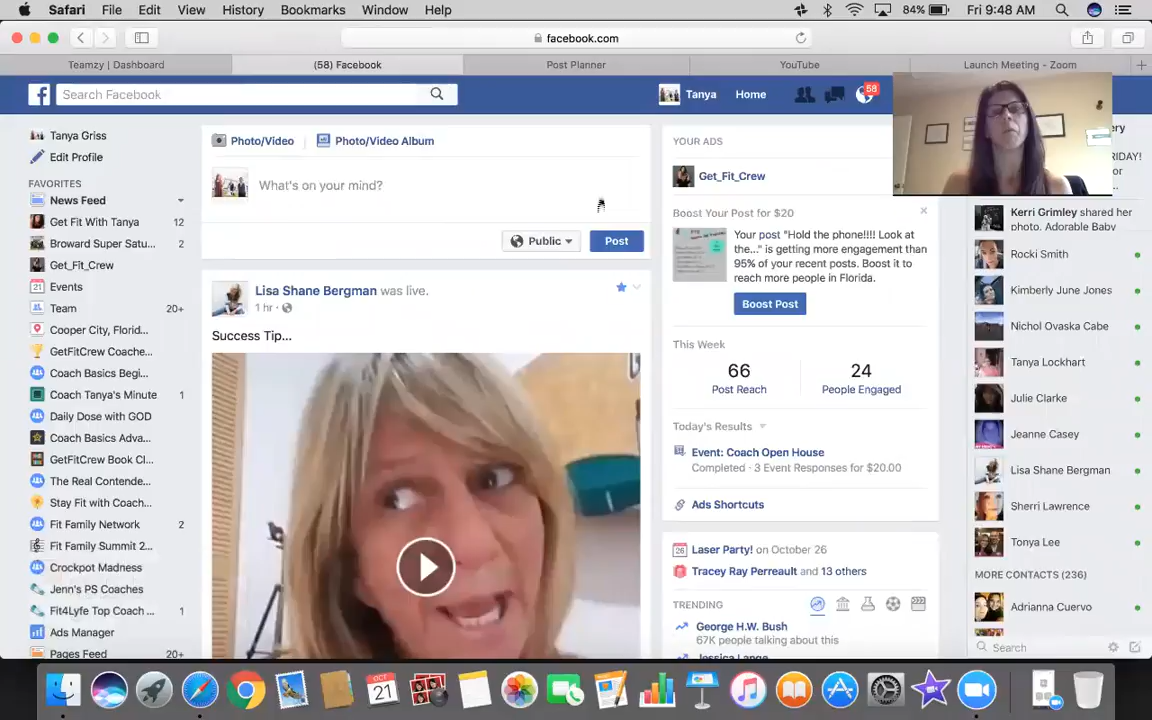 Safari File Edit View History Bookmarks Window Help
84% Fri 9:48 AM
facebook.com
Teamzy | Dashboard
(58) Facebook
Post Planner
YouTube
Launch Meeting - Zoom
Search Facebook
Tanya
Home
58
Tanya Griss
Edit Profile
FAVORITES
News Feed
Get Fit With Tanya 12
Broward Super Satu... 2
Get_Fit_Crew
Events
Team 20+
Cooper City, Florid...
GetFitCrew Coache...
Coach Basics Begi...
Coach Tanya's Minute 1
Daily Dose with GOD
Coach Basics Adva...
GetFitCrew Book Cl...
The Real Contende...
Stay Fit with Coach...
Fit Family Network 2
Fit Family Summit 2...
Crockpot Madness
Jenn's PS Coaches
Fit4Lyfe Top Coach ... 1
Ads Manager
Pages Feed 20+
Photo/Video
Photo/Video Album
What's on your mind?
Public
Post
Lisa Shane Bergman was live.
1 hr
Success Tip...
YOUR ADS
Get_Fit_Crew
Boost Your Post for $20
Your post "Hold the phone!!!! Look at
the..." is getting more engagement than
95% of your recent posts. Boost it to
reach more people in Florida.
Boost Post
This Week
66
Post Reach
24
People Engaged
Today's Results
Event: Coach Open House
Completed · 3 Event Responses for $20.00
Ads Shortcuts
26
Laser Party! on October 26
Tracey Ray Perreault and 13 others
TRENDING
George H.W. Bush
67K people talking about this
Jessica Lange
Kerri Grimley shared her
photo. Adorable Baby
Rocki Smith
Kimberly June Jones
Nichol Ovaska Cabe
Tanya Lockhart
Julie Clarke
Jeanne Casey
Lisa Shane Bergman
Sherri Lawrence
Tonya Lee
MORE CONTACTS (236)
Adrianna Cuervo
Search
OCT
21